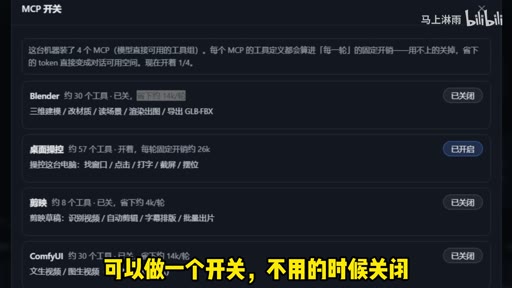 MCP 开关
马上淋雨 bilibili
这台机器装了 4 个 MCP（模型直接可用的工具组）。每个 MCP 的工具定义都会算进「每一轮」的固定开销——用不上的关掉，省下
的 token 直接变成对话可用空间。现在开着 1/4。
Blender 约 30 个工具 · 已关，省下约 14k/轮
已关闭
三维建模 / 改材质 / 读场景 / 渲染出图 / 导出 GLB·FBX
桌面操控 约 57 个工具 · 开着，每轮固定开销约 26k
已开启
操控这台电脑：找窗口 / 点击 / 打字 / 截屏 / 摆位
剪映 约 8 个工具 · 已关，省下约 4k/轮
已关闭
剪映草稿：识别视频 / 自动剪辑 / 字幕排版 / 批量出片
ComfyUI 约 30 个工具 · 已关，省下约 14k/轮
已关闭
文生视频 / 图生视频
可以做一个开关，不用的时候关闭